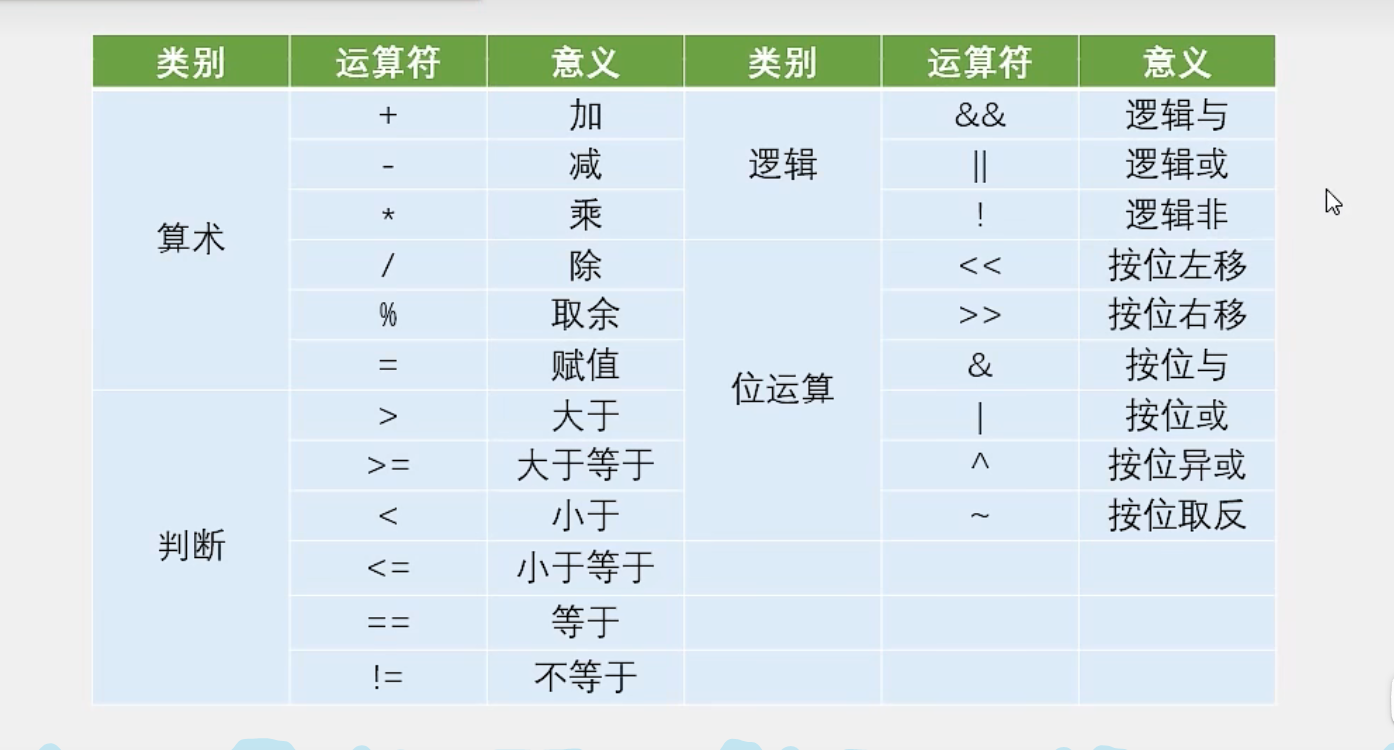 类别 运算符 意义 类别 运算符 意义
算术 + 加 逻辑 && 逻辑与
- 减 || 逻辑或
* 乘 ! 逻辑非
/ 除 位运算 << 按位左移
% 取余 >> 按位右移
= 赋值 & 按位与
判断 > 大于 | 按位或
>= 大于等于 ^ 按位异或
< 小于 ~ 按位取反
<= 小于等于
== 等于
!= 不等于